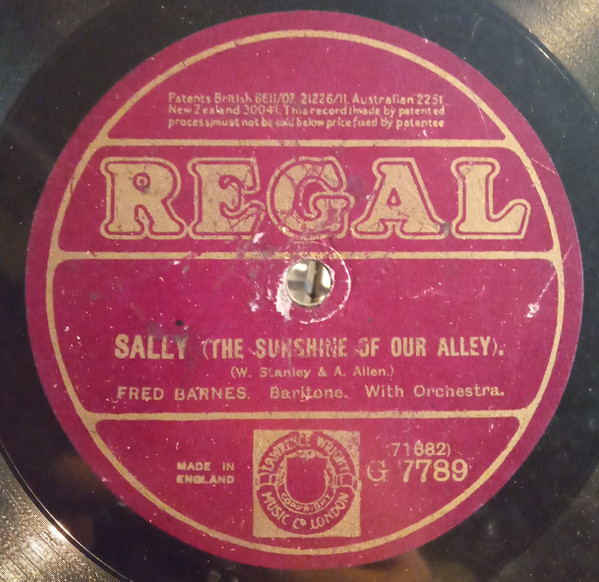 Patents British 6611/07, 21226/11, Australian 2251
New Zealand 30041. This record (made by patented
process) must not be sold below price fixed by patentee
REGAL
SALLY (THE SUNSHINE OF OUR ALLEY).
(W. Stanley & A. Allen.)
FRED BARNES. Baritone. With Orchestra.
MADE IN
ENGLAND
LAWRENCE WRIGHT
COPYRIGHT
MUSIC CO LONDON
71682)
G 7789